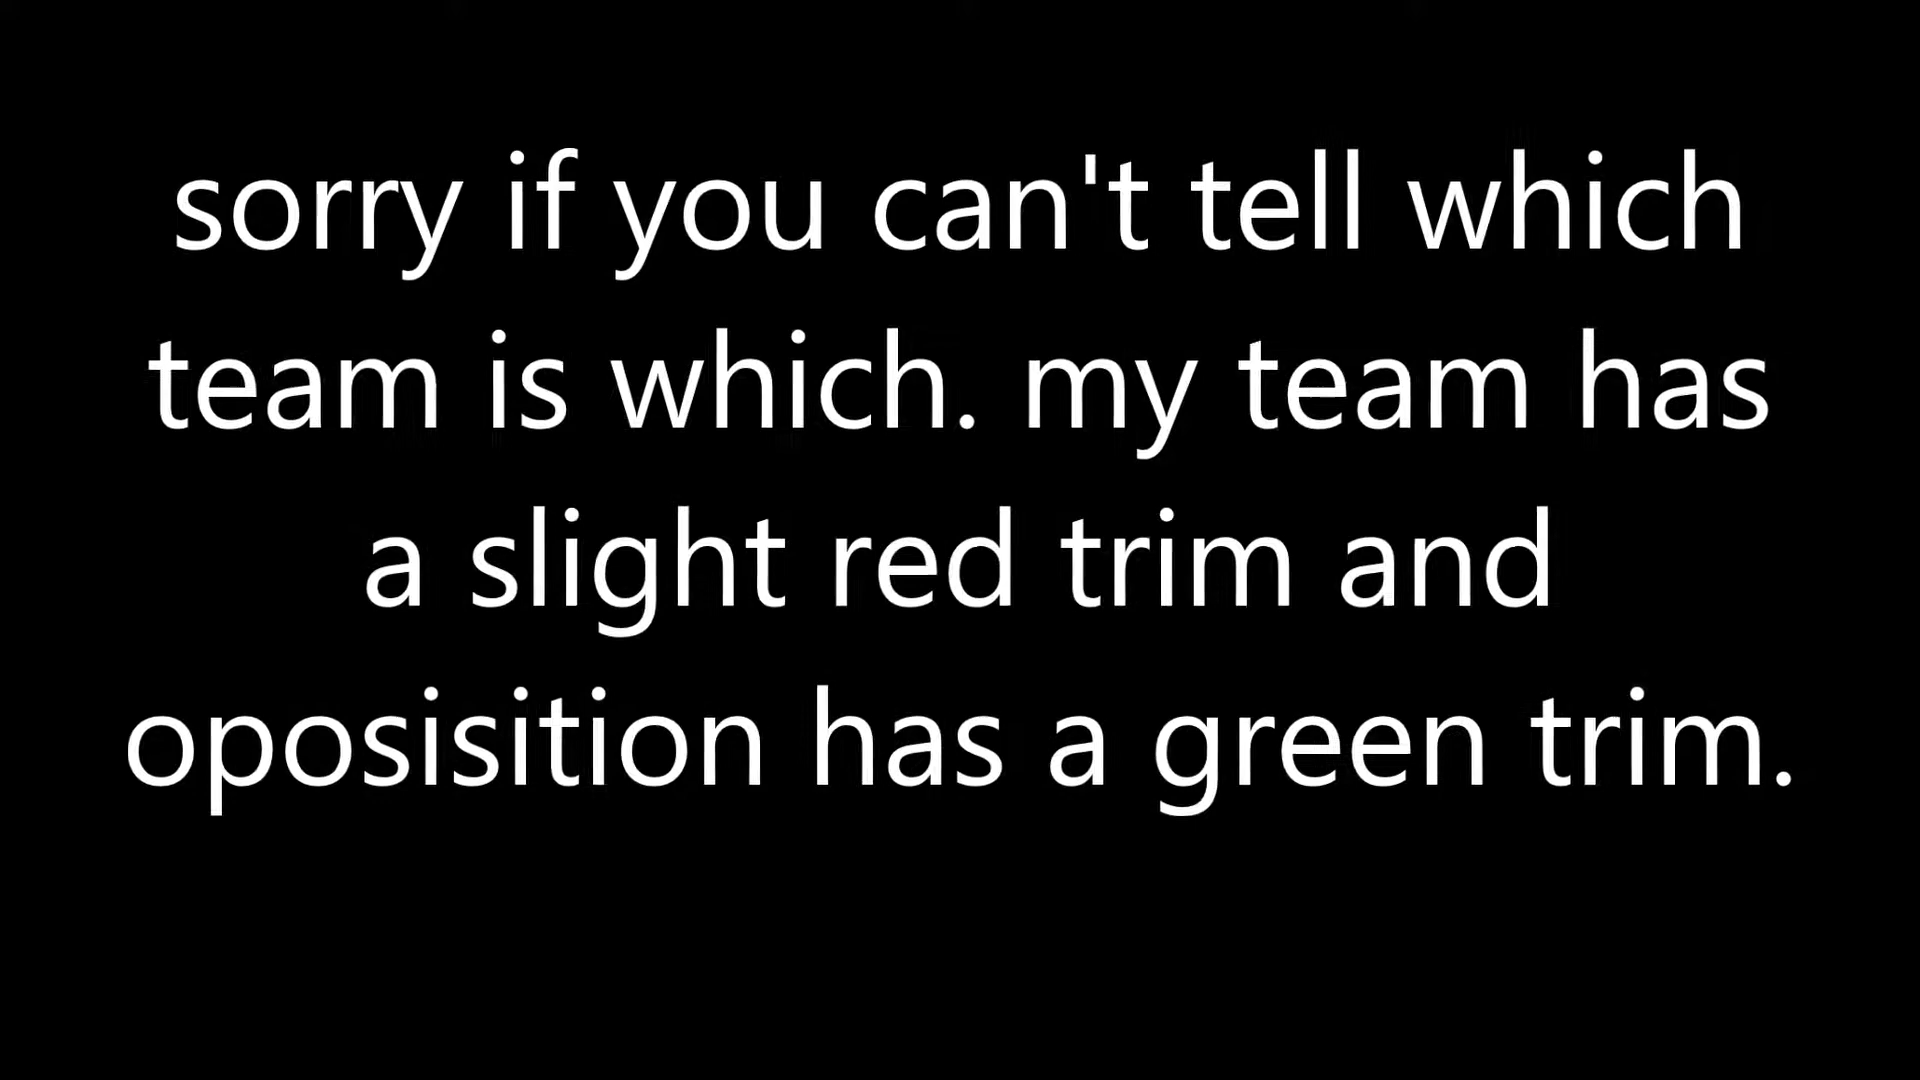 sorry if you can't tell which
team is which. my team has
a slight red trim and
oposisition has a green trim.